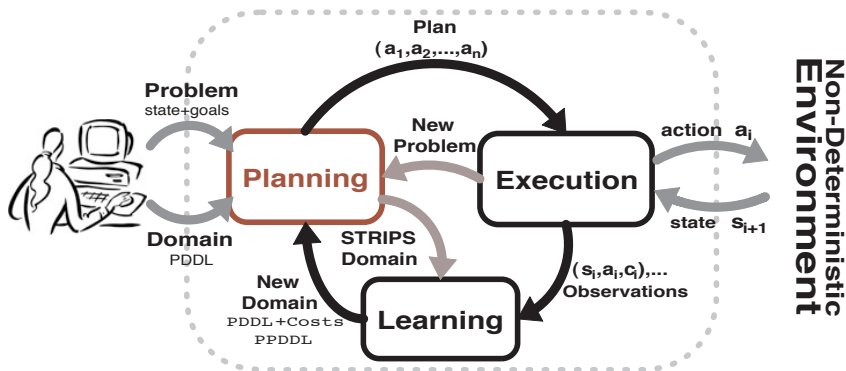 Plan
(a1,a2,...,an)
Problem
state+goals
New
Problem
Planning
Execution
action ai
state si+1
Non-Deterministic
Environment
Domain
PDDL
STRIPS
Domain
(si,ai,ci),...
Observations
New
Domain
PDDL+Costs
PPDDL
Learning